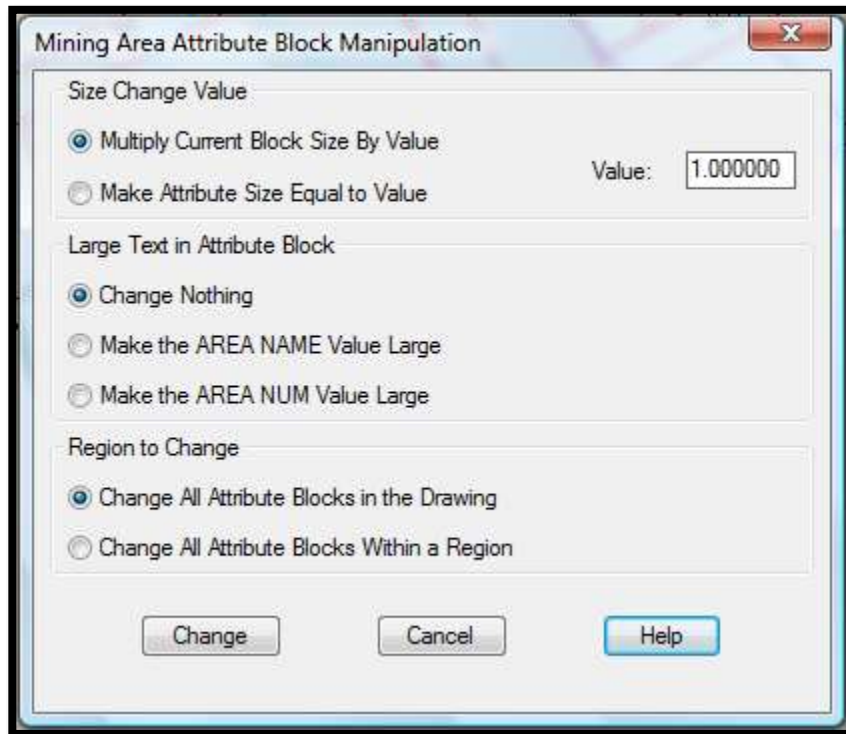 Mining Area Attribute Block Manipulation
Size Change Value
Multiply Current Block Size By Value
Make Attribute Size Equal to Value
Value: 1.000000
Large Text in Attribute Block
Change Nothing
Make the AREA NAME Value Large
Make the AREA NUM Value Large
Region to Change
Change All Attribute Blocks in the Drawing
Change All Attribute Blocks Within a Region
Change Cancel Help